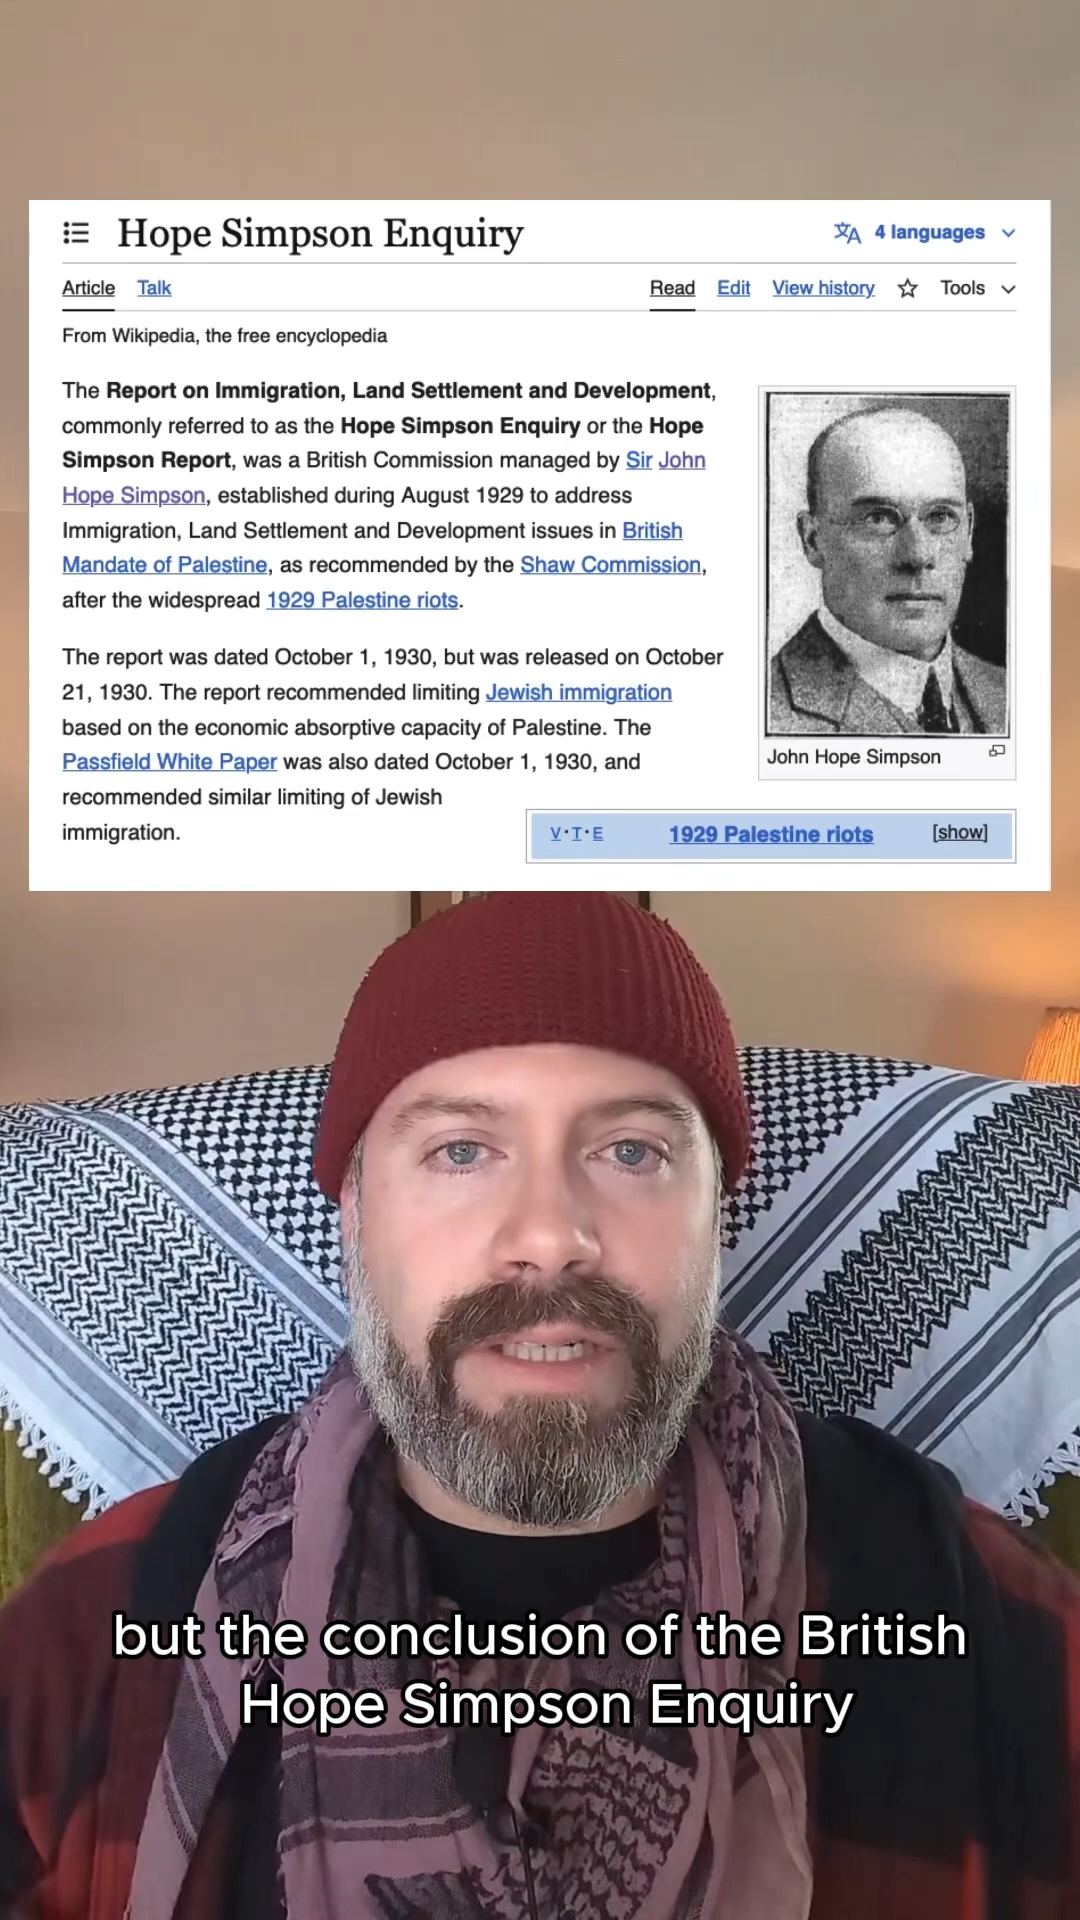 Hope Simpson Enquiry
4 languages
Article Talk
Read Edit View history Tools
From Wikipedia, the free encyclopedia
The Report on Immigration, Land Settlement and Development,
commonly referred to as the Hope Simpson Enquiry or the Hope
Simpson Report, was a British Commission managed by Sir John
Hope Simpson, established during August 1929 to address
Immigration, Land Settlement and Development issues in British
Mandate of Palestine, as recommended by the Shaw Commission,
after the widespread 1929 Palestine riots.
The report was dated October 1, 1930, but was released on October
21, 1930. The report recommended limiting Jewish immigration
based on the economic absorptive capacity of Palestine. The
Passfield White Paper was also dated October 1, 1930, and
recommended similar limiting of Jewish
immigration.
John Hope Simpson
V·T·E 1929 Palestine riots [show]
but the conclusion of the British
Hope Simpson Enquiry